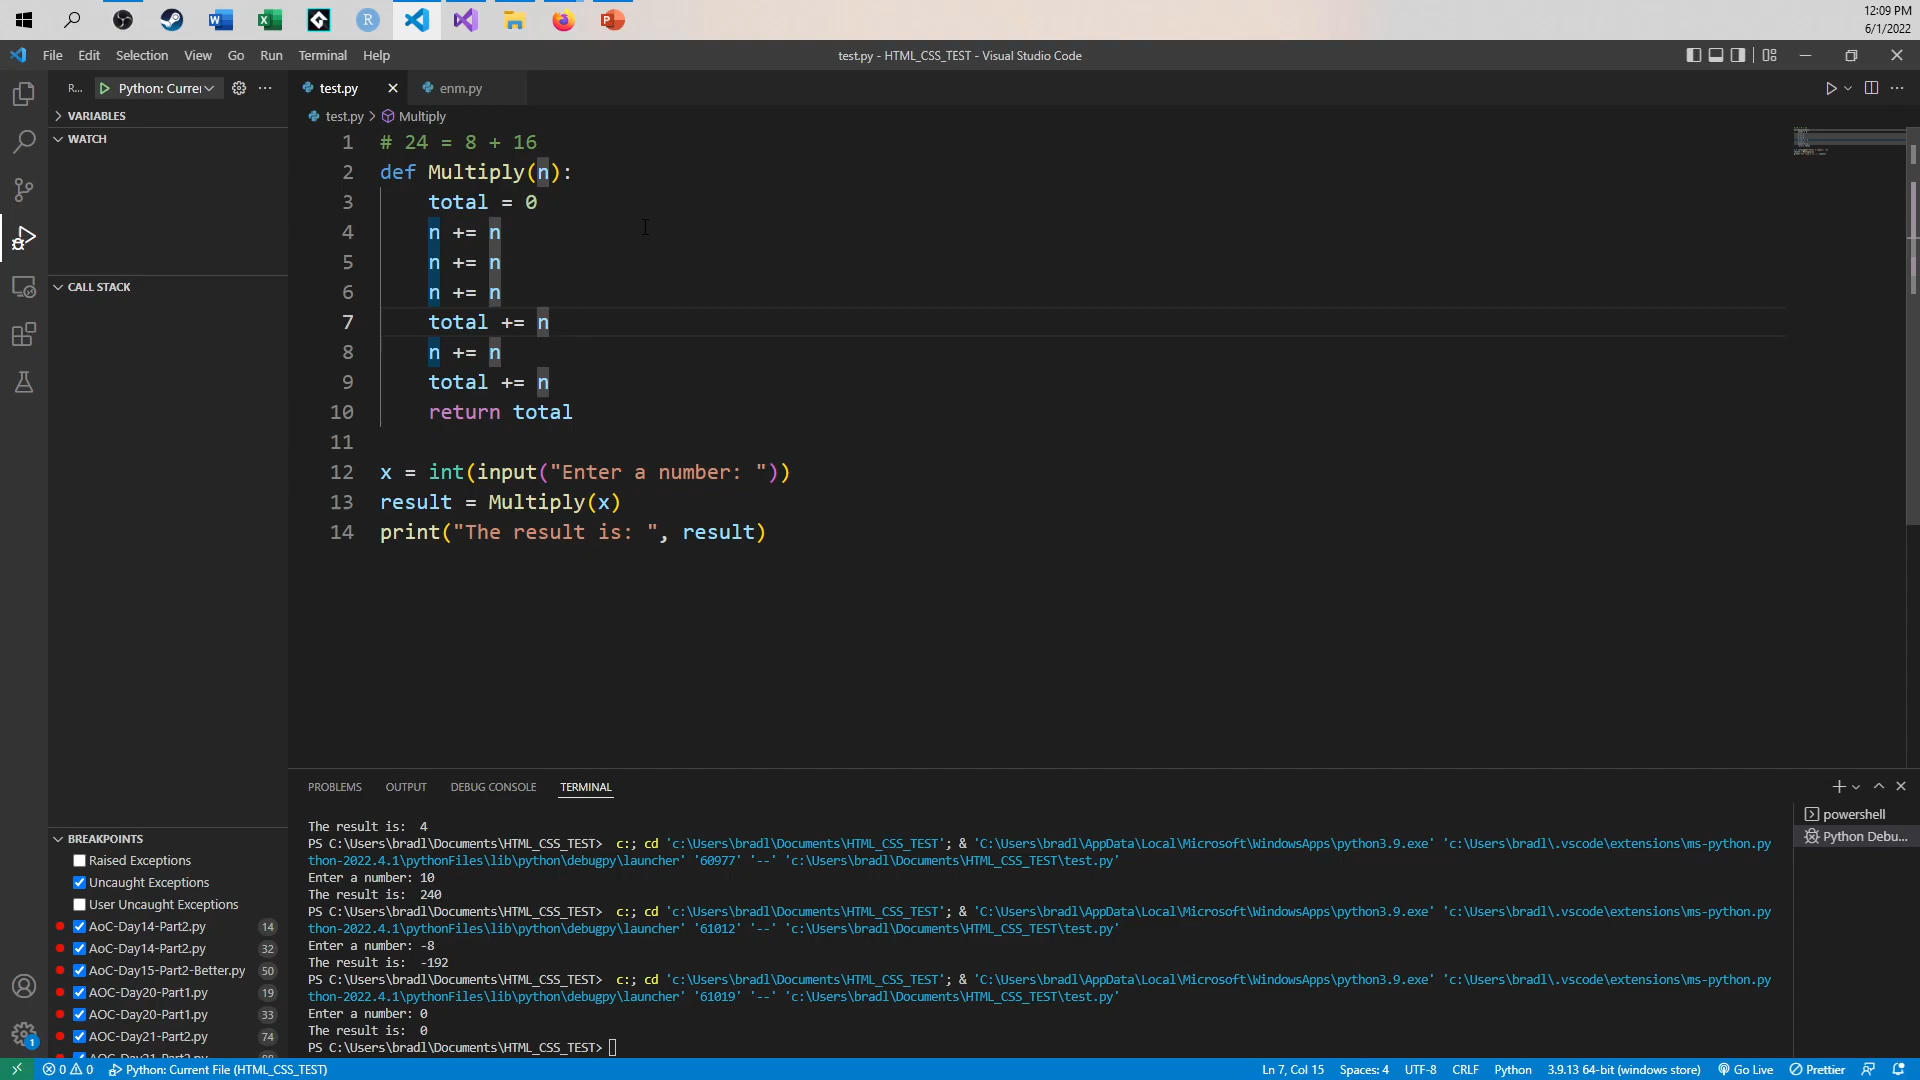 12:09 PM
6/1/2022
File Edit Selection View Go Run Terminal Help
test.py - HTML_CSS_TEST - Visual Studio Code
R... Python: Currer
test.py
enm.py
VARIABLES
test.py > Multiply
WATCH
1 # 24 = 8 + 16
2 def Multiply(n):
3 total = 0
4 n += n
5 n += n
6 n += n
7 total += n
8 n += n
9 total += n
10 return total
11
12 x = int(input("Enter a number: "))
13 result = Multiply(x)
14 print("The result is: ", result)
CALL STACK
PROBLEMS OUTPUT DEBUG CONSOLE TERMINAL
powershell
Python Debu...
The result is:  4
PS C:\Users\bradl\Documents\HTML_CSS_TEST>  c:; cd 'c:\Users\bradl\Documents\HTML_CSS_TEST'; & 'C:\Users\bradl\AppData\Local\Microsoft\WindowsApps\python3.9.exe' 'c:\Users\bradl\.vscode\extensions\ms-python.py
thon-2022.4.1\pythonFiles\lib\python\debugpy\launcher' '60977' '--' 'c:\Users\bradl\Documents\HTML_CSS_TEST\test.py'
Enter a number: 10
The result is:  240
PS C:\Users\bradl\Documents\HTML_CSS_TEST>  c:; cd 'c:\Users\bradl\Documents\HTML_CSS_TEST'; & 'C:\Users\bradl\AppData\Local\Microsoft\WindowsApps\python3.9.exe' 'c:\Users\bradl\.vscode\extensions\ms-python.py
thon-2022.4.1\pythonFiles\lib\python\debugpy\launcher' '61012' '--' 'c:\Users\bradl\Documents\HTML_CSS_TEST\test.py'
Enter a number: -8
The result is:  -192
PS C:\Users\bradl\Documents\HTML_CSS_TEST>  c:; cd 'c:\Users\bradl\Documents\HTML_CSS_TEST'; & 'C:\Users\bradl\AppData\Local\Microsoft\WindowsApps\python3.9.exe' 'c:\Users\bradl\.vscode\extensions\ms-python.py
thon-2022.4.1\pythonFiles\lib\python\debugpy\launcher' '61019' '--' 'c:\Users\bradl\Documents\HTML_CSS_TEST\test.py'
Enter a number: 0
The result is:  0
PS C:\Users\bradl\Documents\HTML_CSS_TEST>
BREAKPOINTS
Raised Exceptions
Uncaught Exceptions
User Uncaught Exceptions
AoC-Day14-Part2.py 14
AoC-Day14-Part2.py 32
AoC-Day15-Part2-Better.py 50
AOC-Day20-Part1.py 19
AOC-Day20-Part1.py 33
AOC-Day21-Part2.py 74
1
0 0 Python: Current File (HTML_CSS_TEST)
Ln 7, Col 15 Spaces: 4 UTF-8 CRLF Python 3.9.13 64-bit (windows store) Go Live Prettier